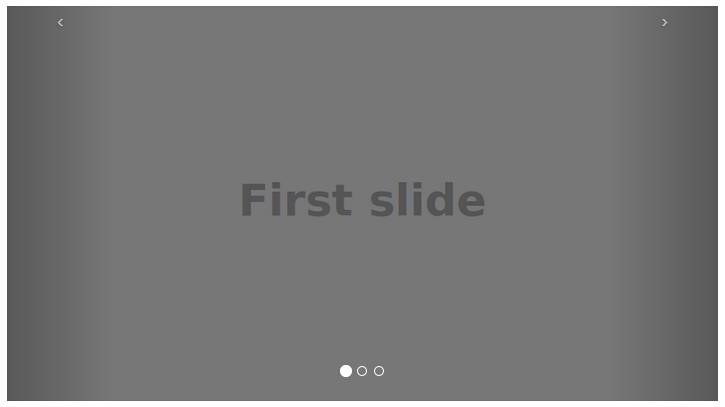 ‹ ›
First slide